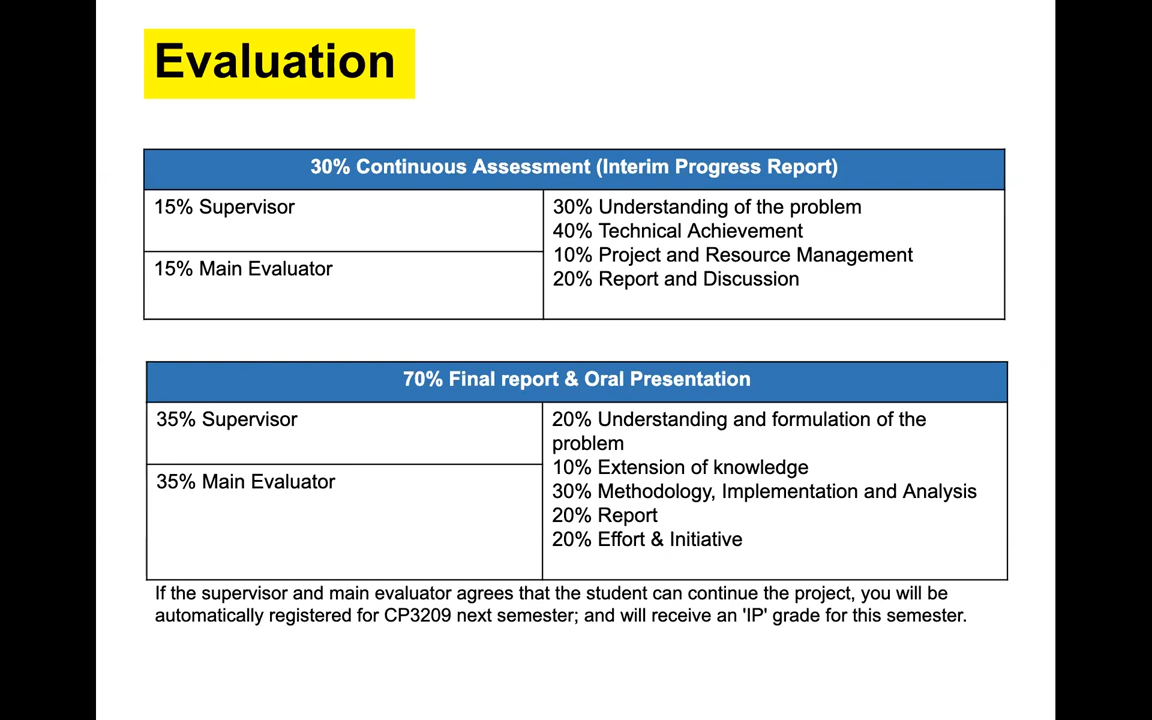 Evaluation
30% Continuous Assessment (Interim Progress Report)
15% Supervisor
15% Main Evaluator
30% Understanding of the problem
40% Technical Achievement
10% Project and Resource Management
20% Report and Discussion
70% Final report & Oral Presentation
35% Supervisor
35% Main Evaluator
20% Understanding and formulation of the
problem
10% Extension of knowledge
30% Methodology, Implementation and Analysis
20% Report
20% Effort & Initiative
If the supervisor and main evaluator agrees that the student can continue the project, you will be
automatically registered for CP3209 next semester; and will receive an 'IP' grade for this semester.